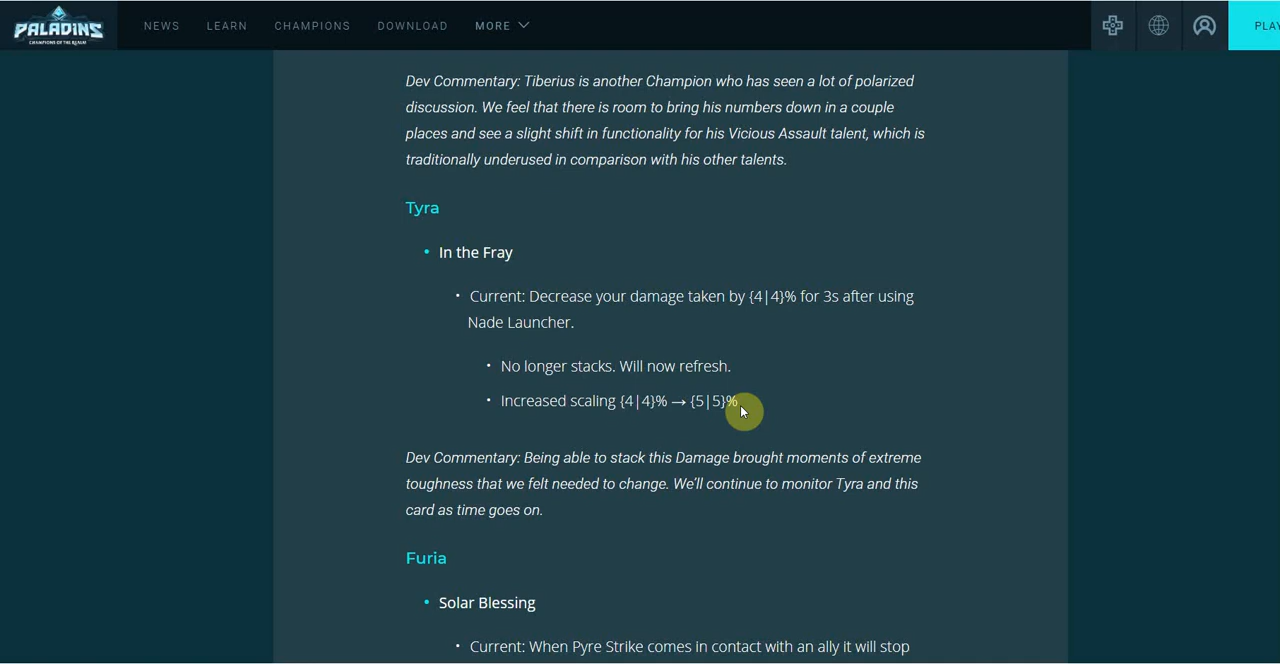 PALADINS
CHAMPIONS OF THE REALM
NEWS
LEARN
CHAMPIONS
DOWNLOAD
MORE
PLAY
Dev Commentary: Tiberius is another Champion who has seen a lot of polarized
discussion. We feel that there is room to bring his numbers down in a couple
places and see a slight shift in functionality for his Vicious Assault talent, which is
traditionally underused in comparison with his other talents.
Tyra
• In the Fray
• Current: Decrease your damage taken by {4|4}% for 3s after using
Nade Launcher.
• No longer stacks. Will now refresh.
• Increased scaling {4|4}% → {5|5}%
Dev Commentary: Being able to stack this Damage brought moments of extreme
toughness that we felt needed to change. We'll continue to monitor Tyra and this
card as time goes on.
Furia
• Solar Blessing
• Current: When Pyre Strike comes in contact with an ally it will stop